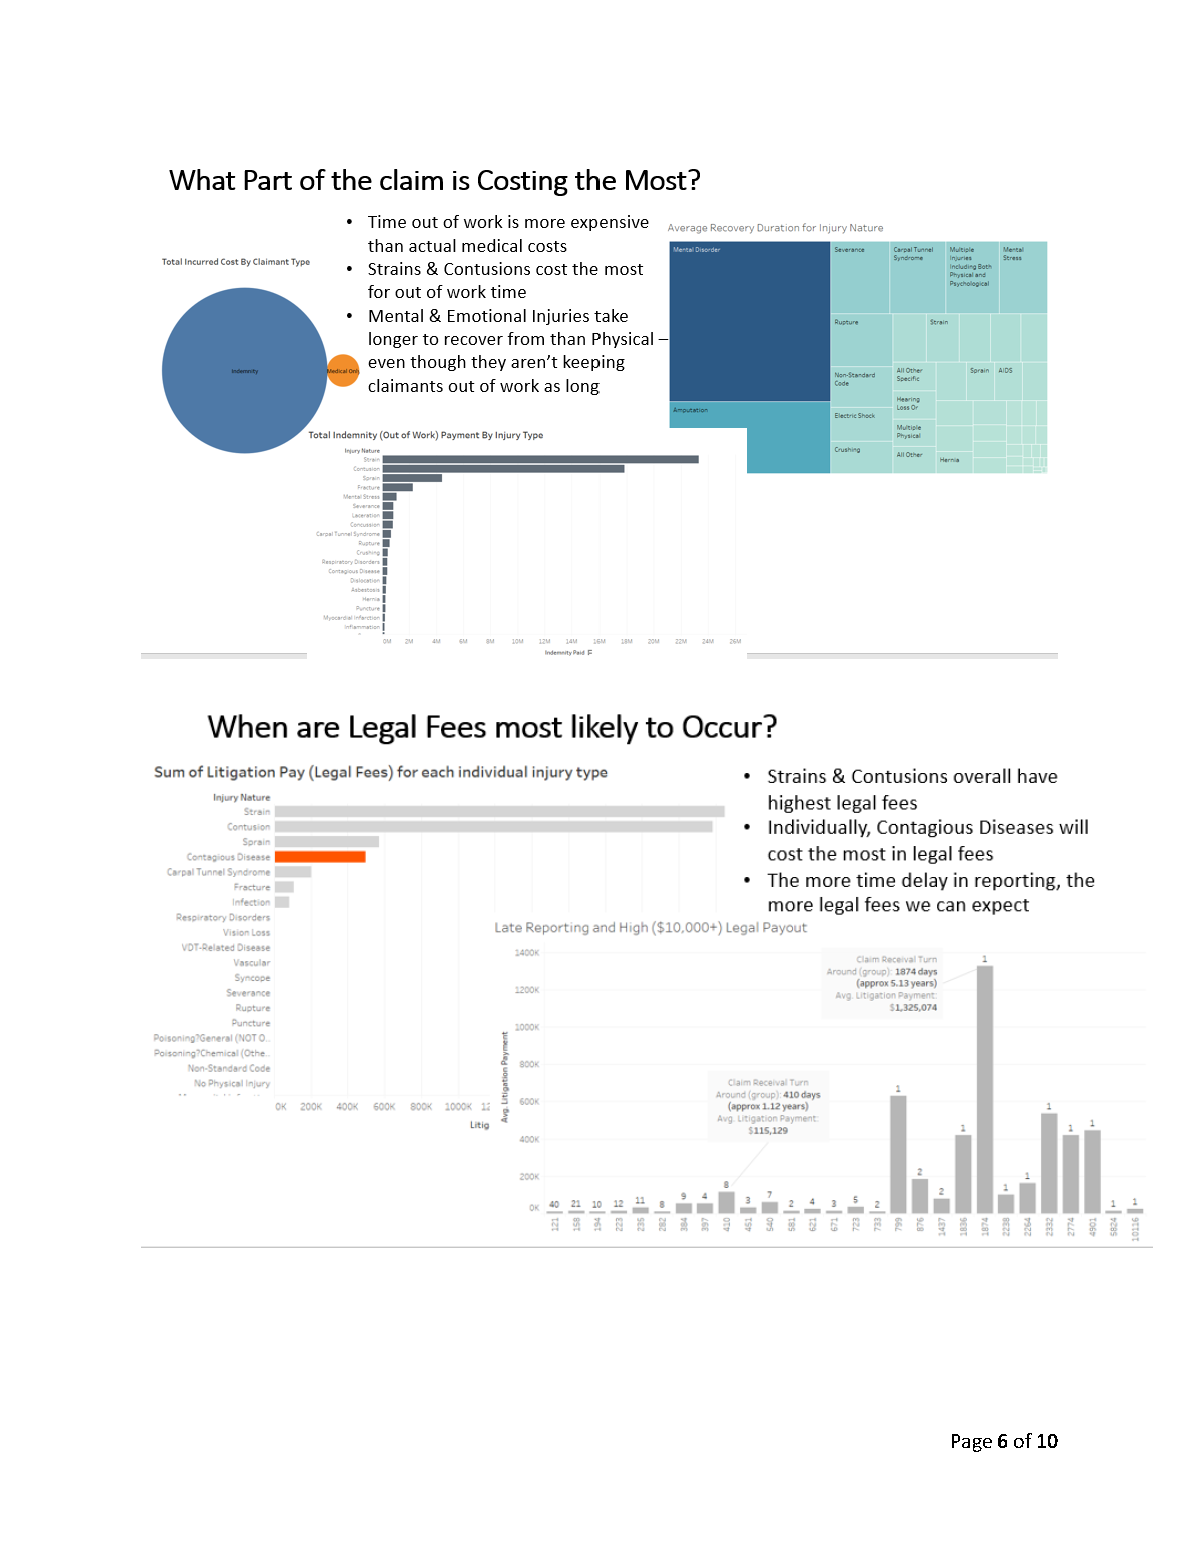 What Part of the claim is Costing the Most?
• Time out of work is more expensive
than actual medical costs
• Strains & Contusions cost the most
for out of work time
• Mental & Emotional Injuries take
longer to recover from than Physical –
even though they aren’t keeping
claimants out of work as long
Total Incurred Cost By Claimant Type
Indemnity
Medical Only
Average Recovery Duration for Injury Nature
Mental Disorder
Amputation
Severance
Carpal Tunnel
Syndrome
Multiple
Injuries
Including Both
Physical and
Psychological
Mental
Stress
Rupture
Strain
Non-Standard
Code
All Other
Specific
Sprain
AIDS
Hearing
Loss Or
Electric Shock
Multiple
Physical
Crushing
All Other
Hernia
Total Indemnity (Out of Work) Payment By Injury Type
Injury Nature
Strain
Contusion
Sprain
Fracture
Mental Stress
Severance
Laceration
Concussion
Carpal Tunnel Syndrome
Rupture
Crushing
Respiratory Disorders
Contagious Disease
Dislocation
Asbestosis
Hernia
Puncture
Myocardial Infarction
Inflammation
0M 2M 4M 6M 8M 10M 12M 14M 16M 18M 20M 22M 24M 26M
Indemnity Paid
When are Legal Fees most likely to Occur?
Sum of Litigation Pay (Legal Fees) for each individual injury type
Injury Nature
Strain
Contusion
Sprain
Contagious Disease
Carpal Tunnel Syndrome
Fracture
Infection
Respiratory Disorders
Vision Loss
VDT-Related Disease
Vascular
Syncope
Severance
Rupture
Puncture
Poisoning?General (NOT O..
Poisoning?Chemical (Othe..
Non-Standard Code
No Physical Injury
0K 200K 400K 600K 800K 1000K 12
Litig
• Strains & Contusions overall have
highest legal fees
• Individually, Contagious Diseases will
cost the most in legal fees
• The more time delay in reporting, the
more legal fees we can expect
Late Reporting and High ($10,000+) Legal Payout
Avg. Litigation Payment
1400K
1200K
1000K
800K
600K
400K
200K
0K
Claim Receival Turn
Around (group): 1874 days
(approx 5.13 years)
Avg. Litigation Payment:
$1,325,074
Claim Receival Turn
Around (group): 410 days
(approx 1.12 years)
Avg. Litigation Payment:
$115,129
40 21 10 12 11 8 9 4 8 3 7 2 4 3 5 2 1 2 2 1 1 1 1 1 1 1 1 1
121 158 194 223 235 282 384 397 410 451 540 581 621 671 723 733 799 876 1437 1836 1874 2238 2264 2332 2774 4901 5824 10116
Page 6 of 10